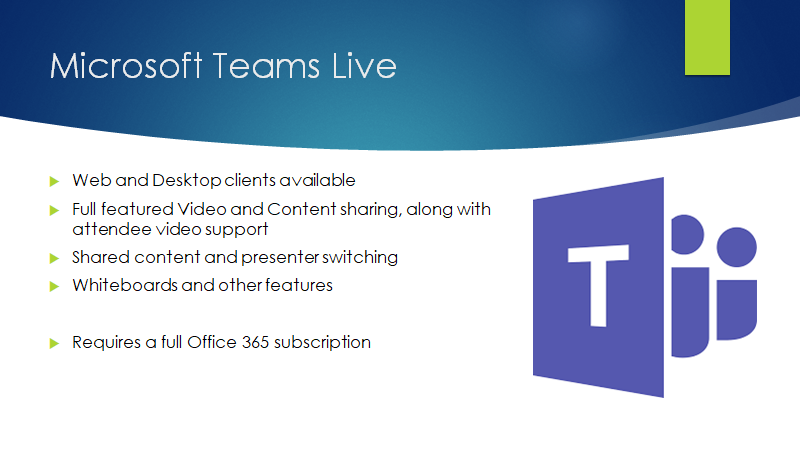 Microsoft Teams Live
Web and Desktop clients available
Full featured Video and Content sharing, along with
attendee video support
Shared content and presenter switching
Whiteboards and other features
Requires a full Office 365 subscription
T